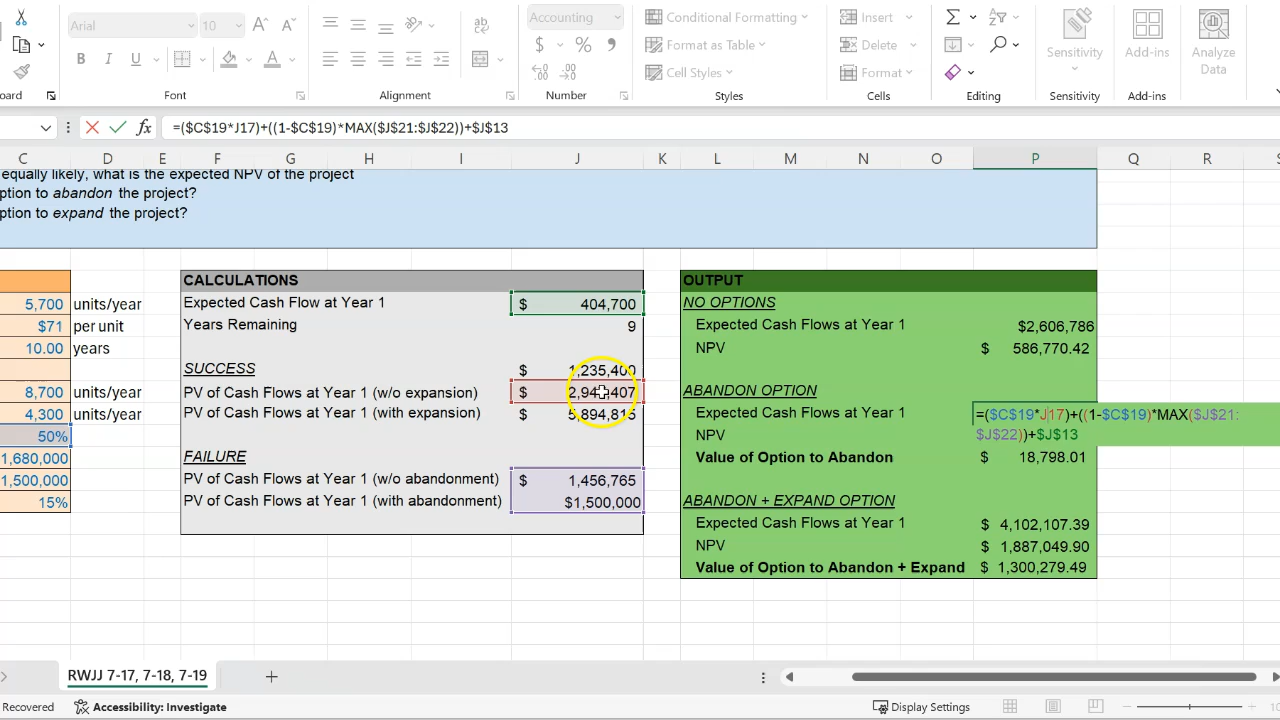 Arial 10 Accounting Conditional Formatting Insert
B I U $ % Format as Table Delete Sensitivity Add-ins Analyze Data
Cell Styles Format
oard Font Alignment Number Styles Cells Editing Sensitivity Add-ins
fx =($C$19*J17)+((1-$C$19)*MAX($J$21:$J$22))+$J$13
C D E F G H I J K L M N O P Q R S
equally likely, what is the expected NPV of the project
ption to abandon the project?
ption to expand the project?
CALCULATIONS OUTPUT
5,700 units/year Expected Cash Flow at Year 1 $ 404,700 NO OPTIONS
$71 per unit Years Remaining 9 Expected Cash Flows at Year 1 $2,606,786
10.00 years NPV $ 586,770.42
SUCCESS $ 1,235,400
8,700 units/year PV of Cash Flows at Year 1 (w/o expansion) $ ABANDON OPTION
4,300 units/year PV of Cash Flows at Year 1 (with expansion) $ 5,894,815 Expected Cash Flows at Year 1 =($C$19*J17)+((1-$C$19)*MAX($J$21:
50% NPV $J$22))+$J$13
1,680,000 FAILURE Value of Option to Abandon $ 18,798.01
1,500,000 PV of Cash Flows at Year 1 (w/o abandonment) $ 1,456,765
15% PV of Cash Flows at Year 1 (with abandonment) $1,500,000 ABANDON + EXPAND OPTION
Expected Cash Flows at Year 1 $ 4,102,107.39
NPV $ 1,887,049.90
Value of Option to Abandon + Expand $ 1,300,279.49
RWJJ 7-17, 7-18, 7-19
Recovered Accessibility: Investigate Display Settings